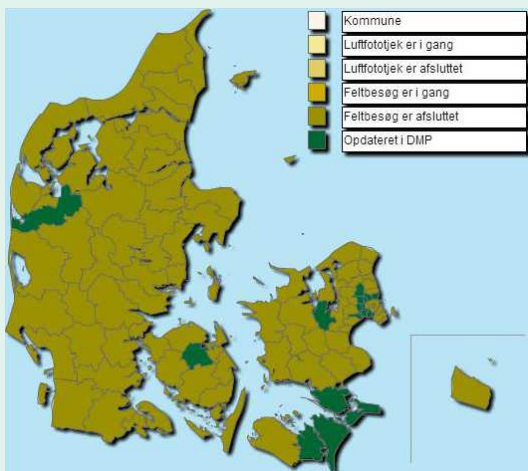 Kommune
Luftfototjek er i gang
Luftfototjek er afsluttet
Feltbesøg er i gang
Feltbesøg er afsluttet
Opdateret i DMP